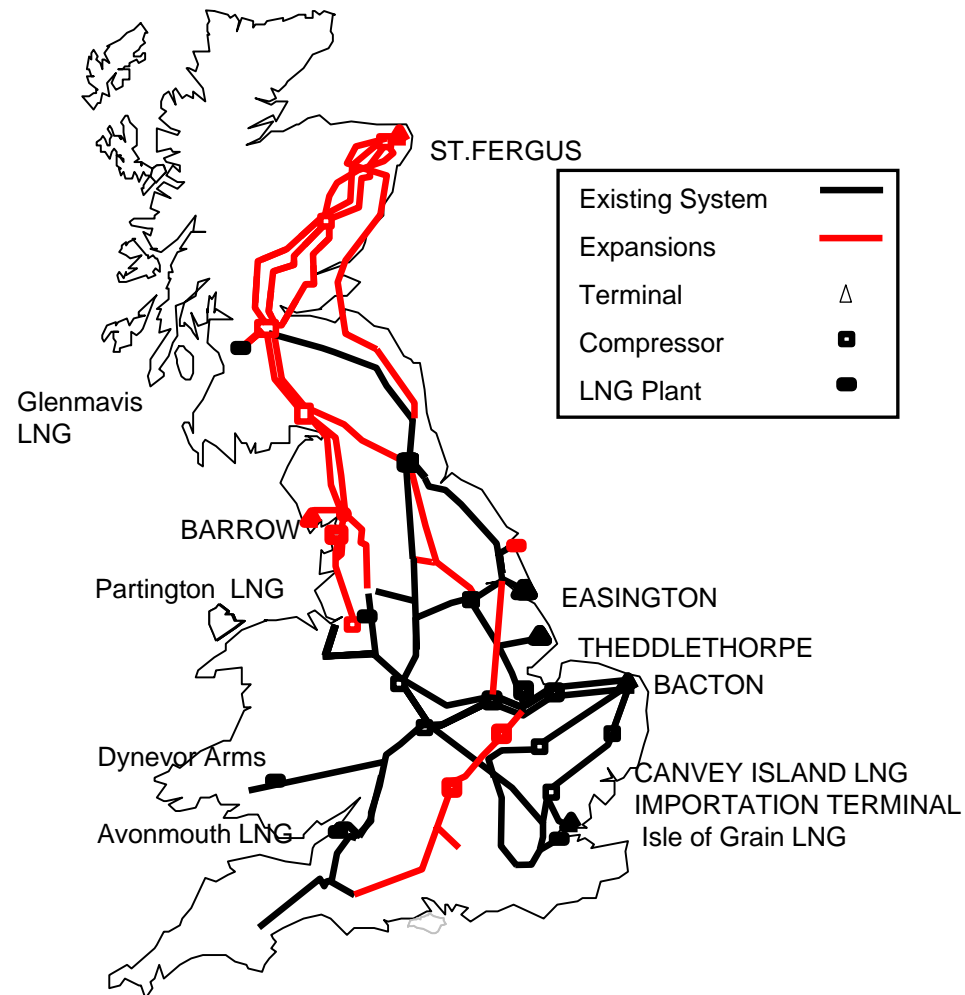 ST.FERGUS
Existing System
Expansions
Terminal
Compressor
LNG Plant
Glenmavis
LNG
BARROW
Partington LNG
EASINGTON
THEDDLETHORPE
BACTON
Dynevor Arms
CANVEY ISLAND LNG
IMPORTATION TERMINAL
Avonmouth LNG
Isle of Grain LNG